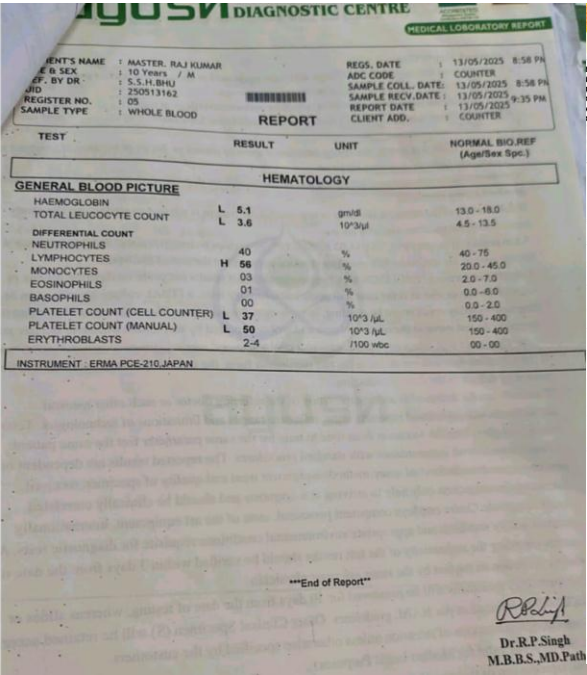 DIAGNOSTIC CENTRE
MEDICAL LOBORATORY REPORT
: MASTER. RAJ KUMAR
: 10 Years / M
: S.S.H.BHU
: 250513162
REGISTER NO. : 05
SAMPLE TYPE : WHOLE BLOOD
REGS. DATE : 13/05/2025 8:58 PM
ADC CODE : COUNTER
SAMPLE COLL. DATE: 13/05/2025 8:58 PM
SAMPLE RECV.DATE : 13/05/2025
REPORT DATE : 13/05/2025 9:35 PM
CLIENT ADD. : COUNTER
REPORT
TEST RESULT UNIT NORMAL BIO.REF
(Age/Sex Spc.)
HEMATOLOGY
GENERAL BLOOD PICTURE
HAEMOGLOBIN L 5.1 gm/dl 13.0 - 18.0
TOTAL LEUCOCYTE COUNT L 3.6 10^3/µl 4.5 - 13.5
DIFFERENTIAL COUNT
NEUTROPHILS 40 % 40 - 75
LYMPHOCYTES H 56 % 20.0 - 45.0
MONOCYTES 03 % 2.0 - 7.0
EOSINOPHILS 01 % 0.0 - 6.0
BASOPHILS 00 % 0.0 - 2.0
PLATELET COUNT (CELL COUNTER) L 37 10^3 /µL 150 - 400
PLATELET COUNT (MANUAL) L 50 10^3 /µL 150 - 400
ERYTHROBLASTS 2-4 /100 wbc 00 - 00
INSTRUMENT : ERMA PCE-210,JAPAN
***End of Report**
Dr.R.P.Singh
M.B.B.S.,MD.Path